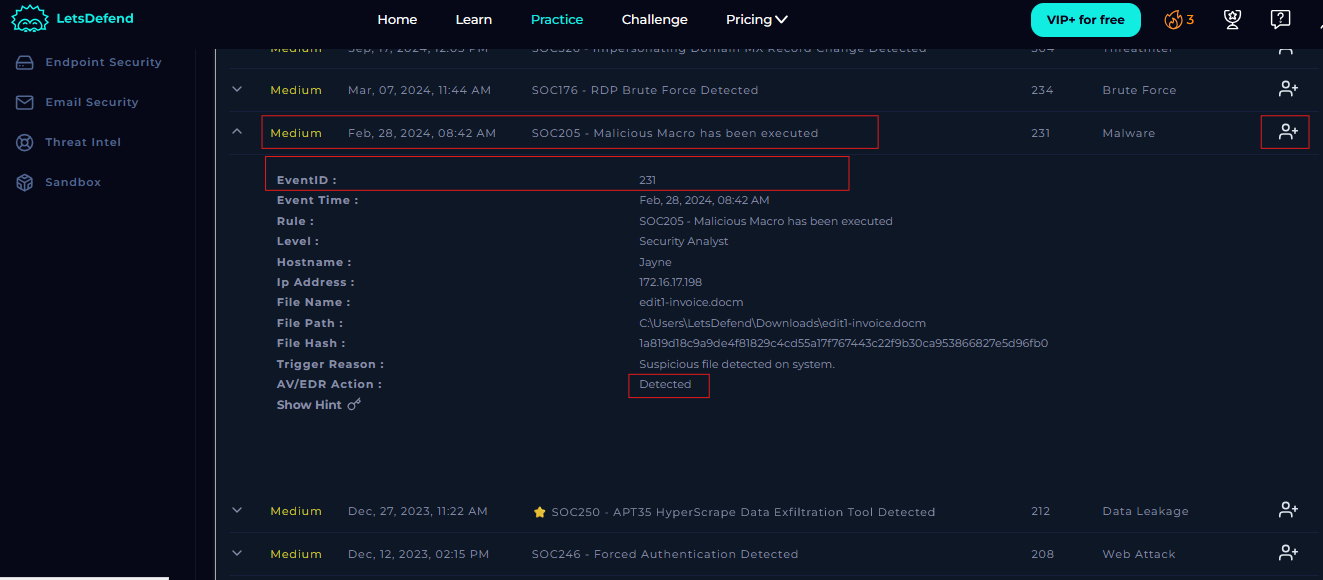 LetsDefend Home Learn Practice Challenge Pricing VIP+ for free 3
Endpoint Security
Email Security
Threat Intel
Sandbox
Medium Sep, 17, 2024, 12:05 PM SOC326 - Impersonating Domain MX Record Change Detected 304 ThreatIntel
Medium Mar, 07, 2024, 11:44 AM SOC176 - RDP Brute Force Detected 234 Brute Force
Medium Feb, 28, 2024, 08:42 AM SOC205 - Malicious Macro has been executed 231 Malware
EventID : 231
Event Time : Feb, 28, 2024, 08:42 AM
Rule : SOC205 - Malicious Macro has been executed
Level : Security Analyst
Hostname : Jayne
Ip Address : 172.16.17.198
File Name : edit1-invoice.docm
File Path : C:\Users\LetsDefend\Downloads\edit1-invoice.docm
File Hash : 1a819d18c9a9de4f81829c4cd55a17f767443c22f9b30ca953866827e5d96fb0
Trigger Reason : Suspicious file detected on system.
AV/EDR Action : Detected
Show Hint
Medium Dec, 27, 2023, 11:22 AM SOC250 - APT35 HyperScrape Data Exfiltration Tool Detected 212 Data Leakage
Medium Dec, 12, 2023, 02:15 PM SOC246 - Forced Authentication Detected 208 Web Attack